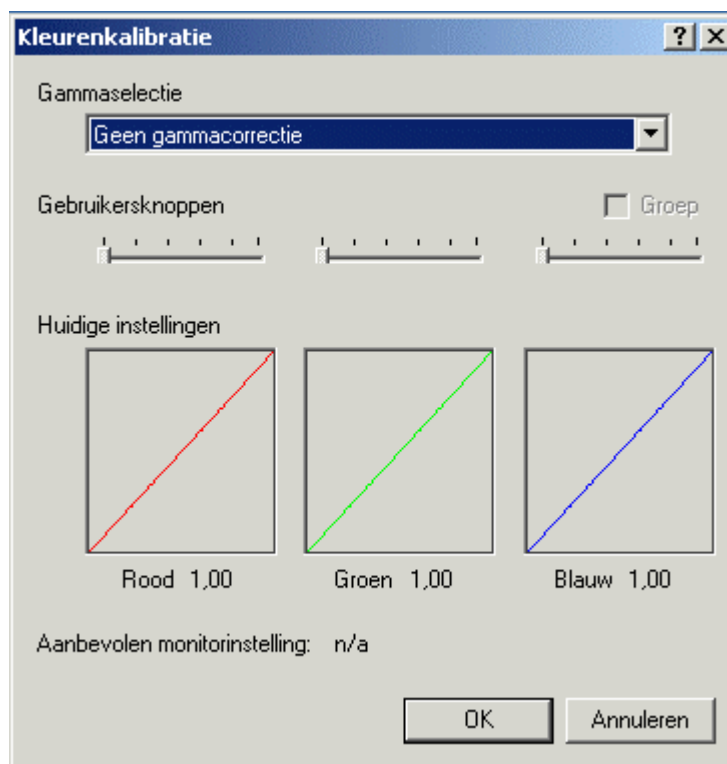 Kleurenkalibratie
Gammaselectie
Geen gammacorrectie
Gebruikersknoppen
Groep
Huidige instellingen
Rood 1,00
Groen 1,00
Blauw 1,00
Aanbevolen monitorinstelling: n/a
OK
Annuleren